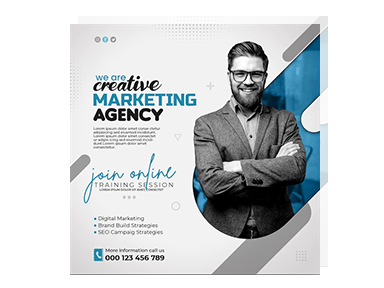 we are
creative
MARKETING
AGENCY
join online
TRAINING SESSION
Digital Marketing
Brand Build Strategies
SEO Campaig Strategies
More information call us
000 123 456 789